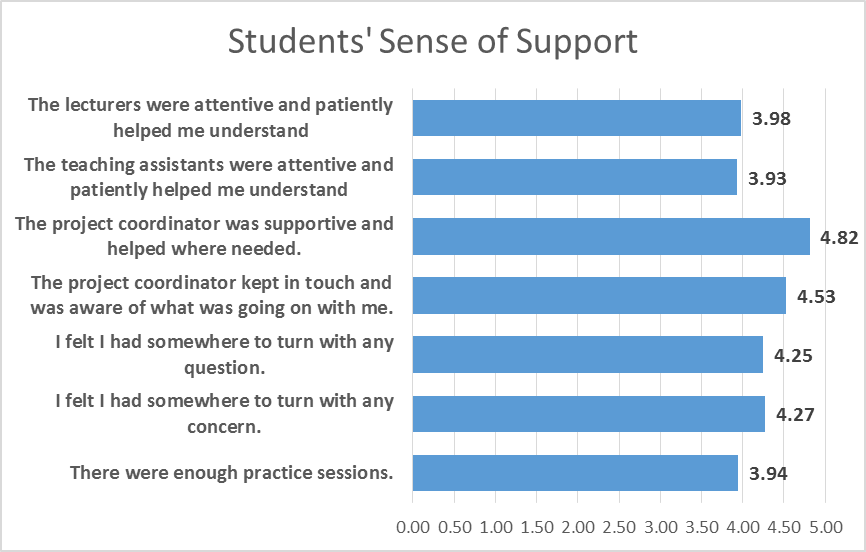 Students' Sense of Support
The lecturers were attentive and patiently
helped me understand
3.98
The teaching assistants were attentive and
patiently helped me understand
3.93
The project coordinator was supportive and
helped where needed.
4.82
The project coordinator kept in touch and
was aware of what was going on with me.
4.53
I felt I had somewhere to turn with any
question.
4.25
I felt I had somewhere to turn with any
concern.
4.27
There were enough practice sessions.
3.94
0.00 0.50 1.00 1.50 2.00 2.50 3.00 3.50 4.00 4.50 5.00